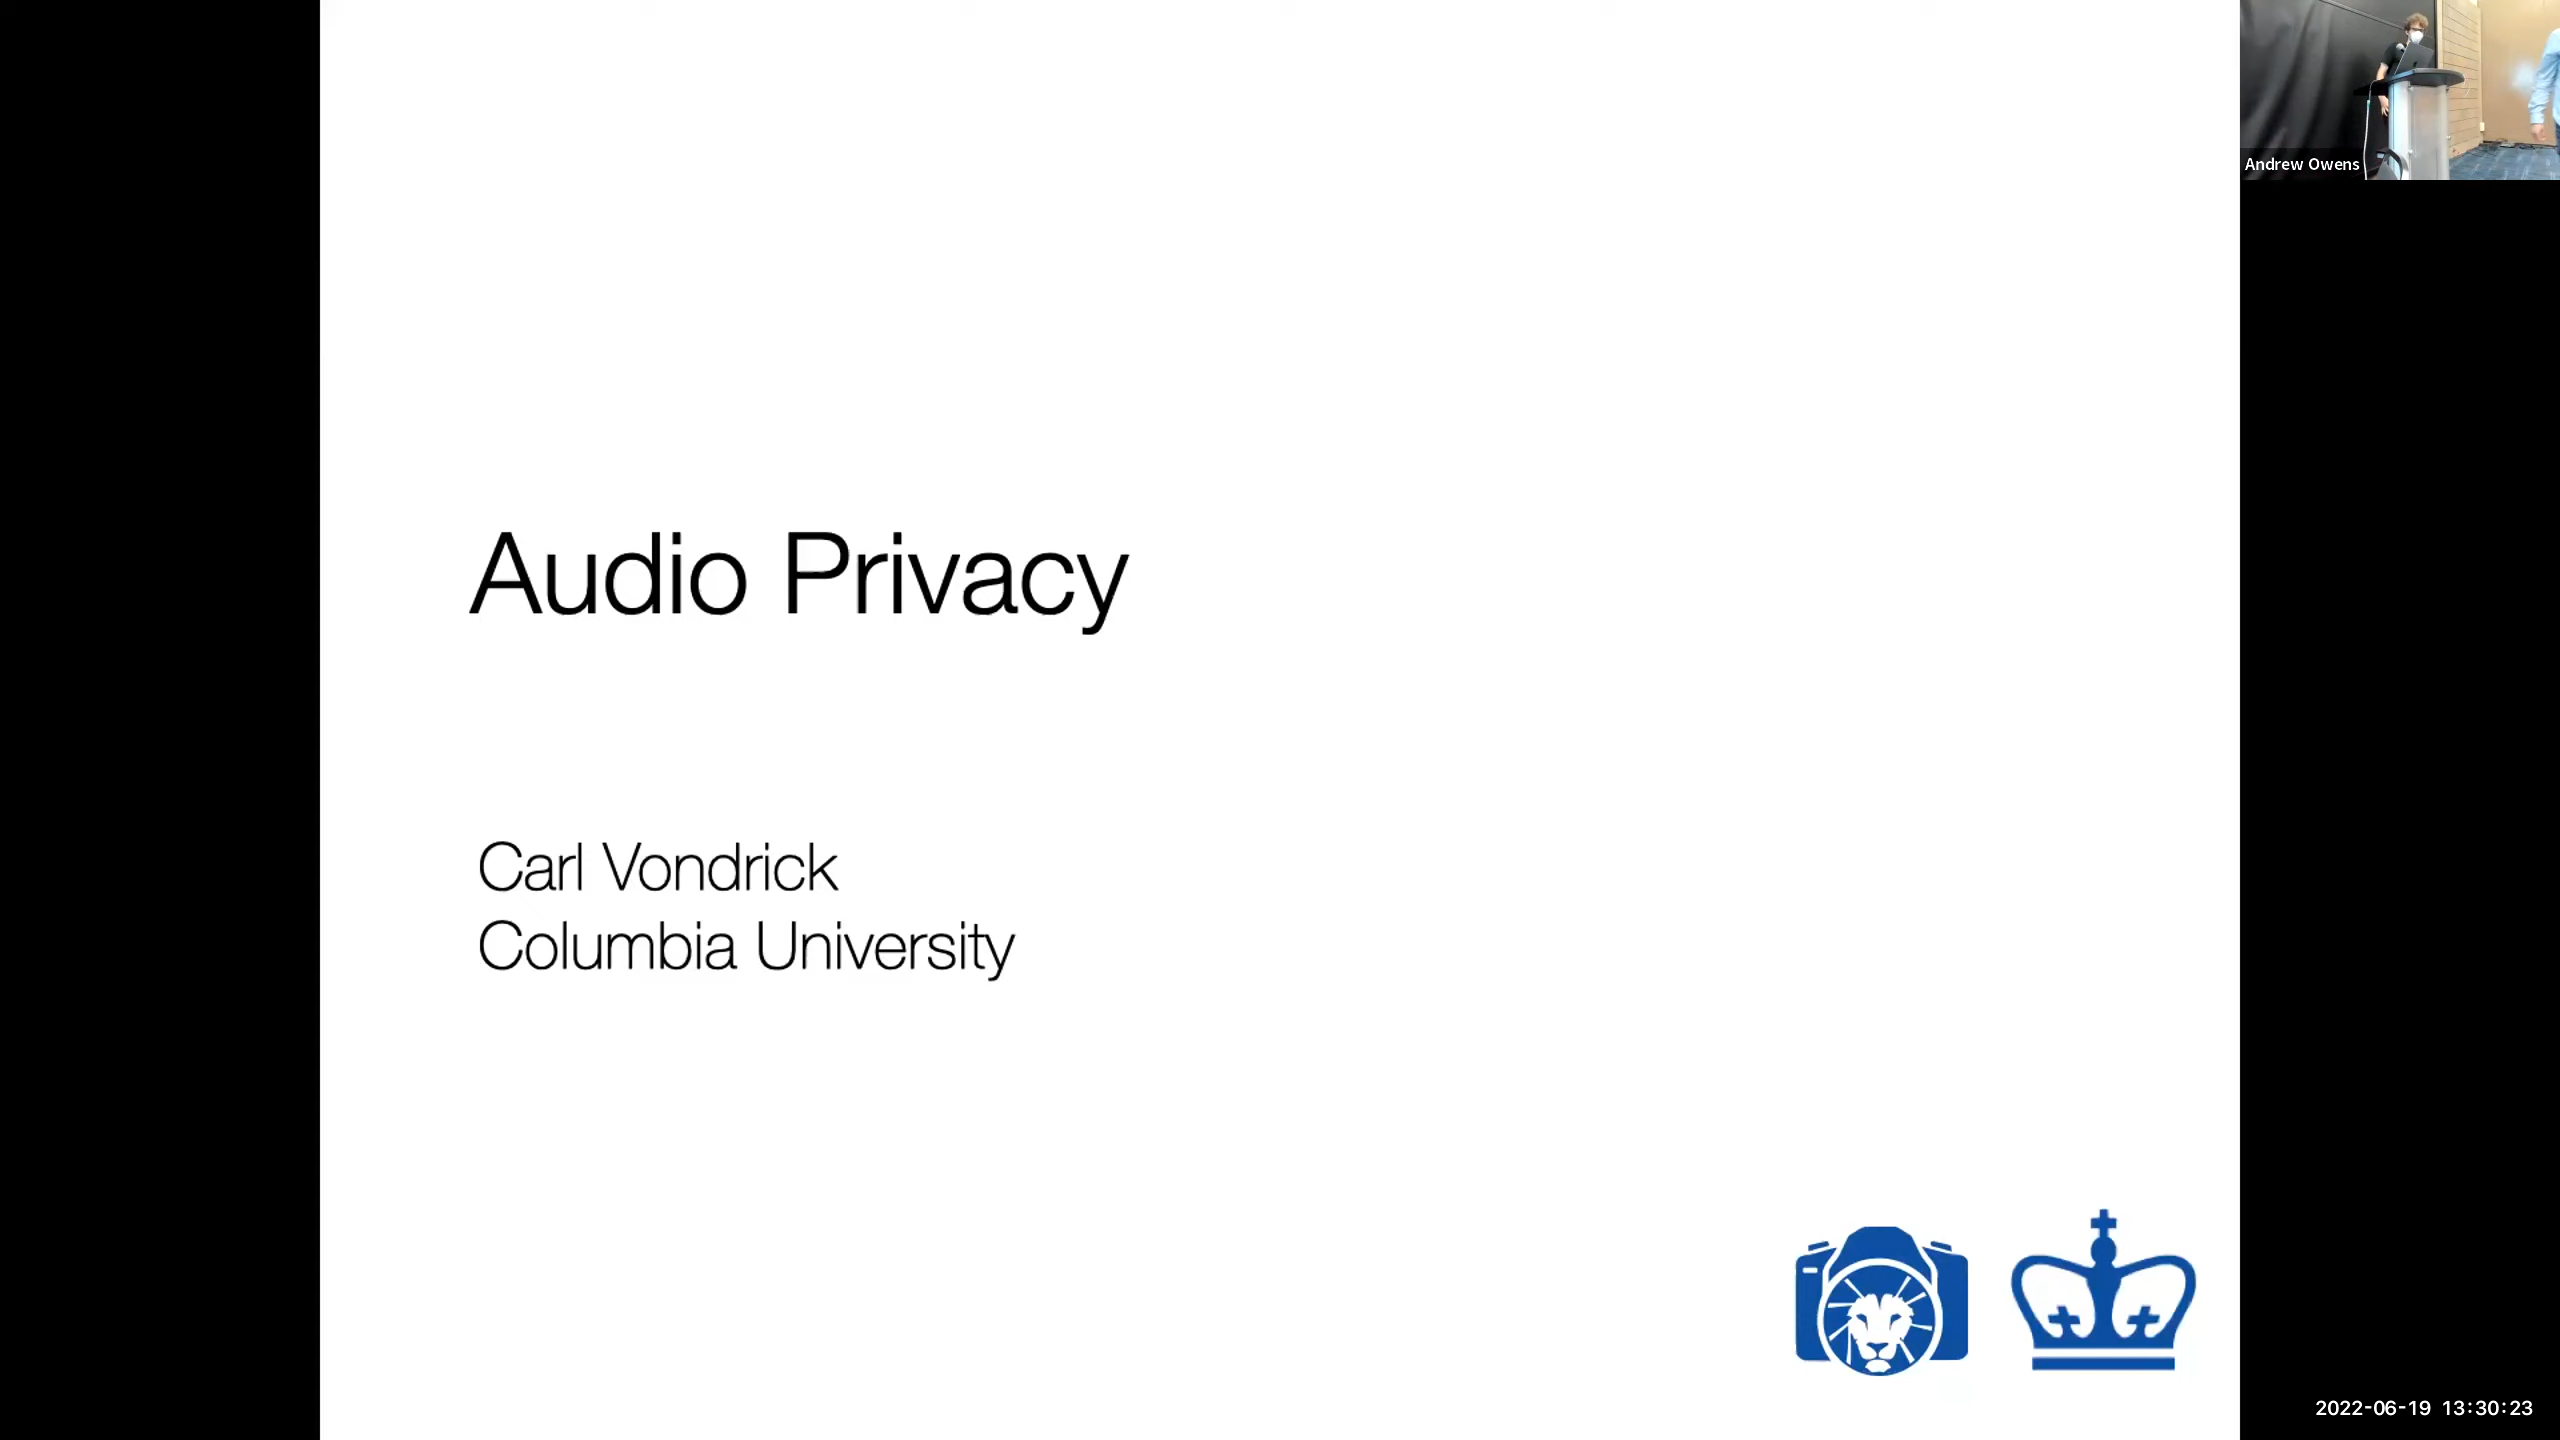 Audio Privacy
Carl Vondrick
Columbia University
Andrew Owens
2022-06-19 13:30:23